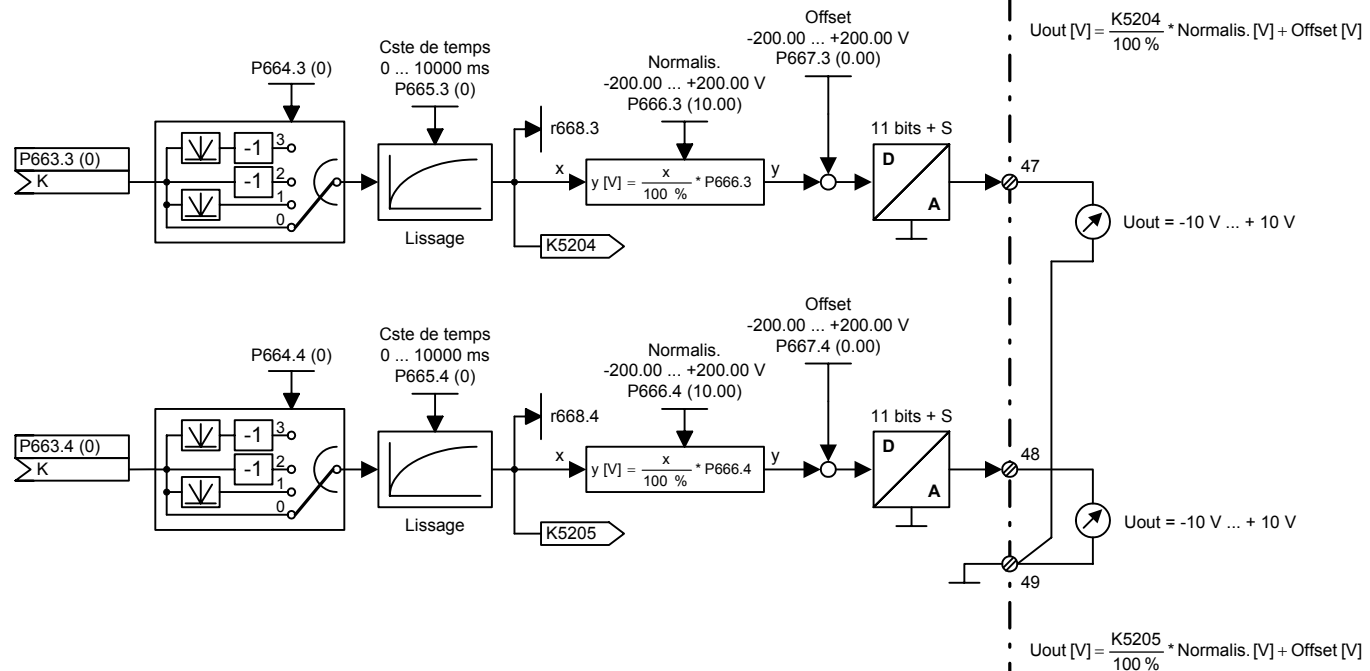 Uout [V] = K5204 / 100 % * Normalis. [V] + Offset [V]
Offset
-200.00 ... +200.00 V
P667.3 (0.00)
Cste de temps
0 ... 10000 ms
P665.3 (0)
Normalis.
-200.00 ... +200.00 V
P666.3 (10.00)
P664.3 (0)
r668.3
11 bits + S
P663.3 (0)
K
-1
3
-1
2
1
0
Lissage
x
y [V] = x / 100 % * P666.3
y
D
A
47
Uout = -10 V ... + 10 V
K5204
Offset
-200.00 ... +200.00 V
P667.4 (0.00)
Cste de temps
0 ... 10000 ms
P665.4 (0)
Normalis.
-200.00 ... +200.00 V
P666.4 (10.00)
P664.4 (0)
r668.4
11 bits + S
P663.4 (0)
K
-1
3
-1
2
1
0
Lissage
x
y [V] = x / 100 % * P666.4
y
D
A
48
Uout = -10 V ... + 10 V
K5205
49
Uout [V] = K5205 / 100 % * Normalis. [V] + Offset [V]